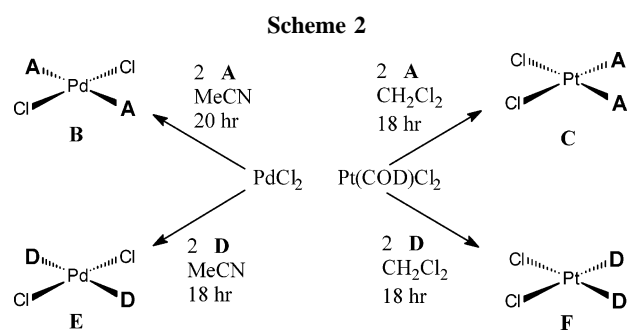 Scheme 2
A Cl
Pd
Cl A
B
2 A
MeCN
20 hr
2 A
CH2Cl2
18 hr
Cl A
Pt
Cl A
C
PdCl2 Pt(COD)Cl2
D Cl
Pd
Cl D
E
2 D
MeCN
18 hr
2 D
CH2Cl2
18 hr
Cl D
Pt
Cl D
F